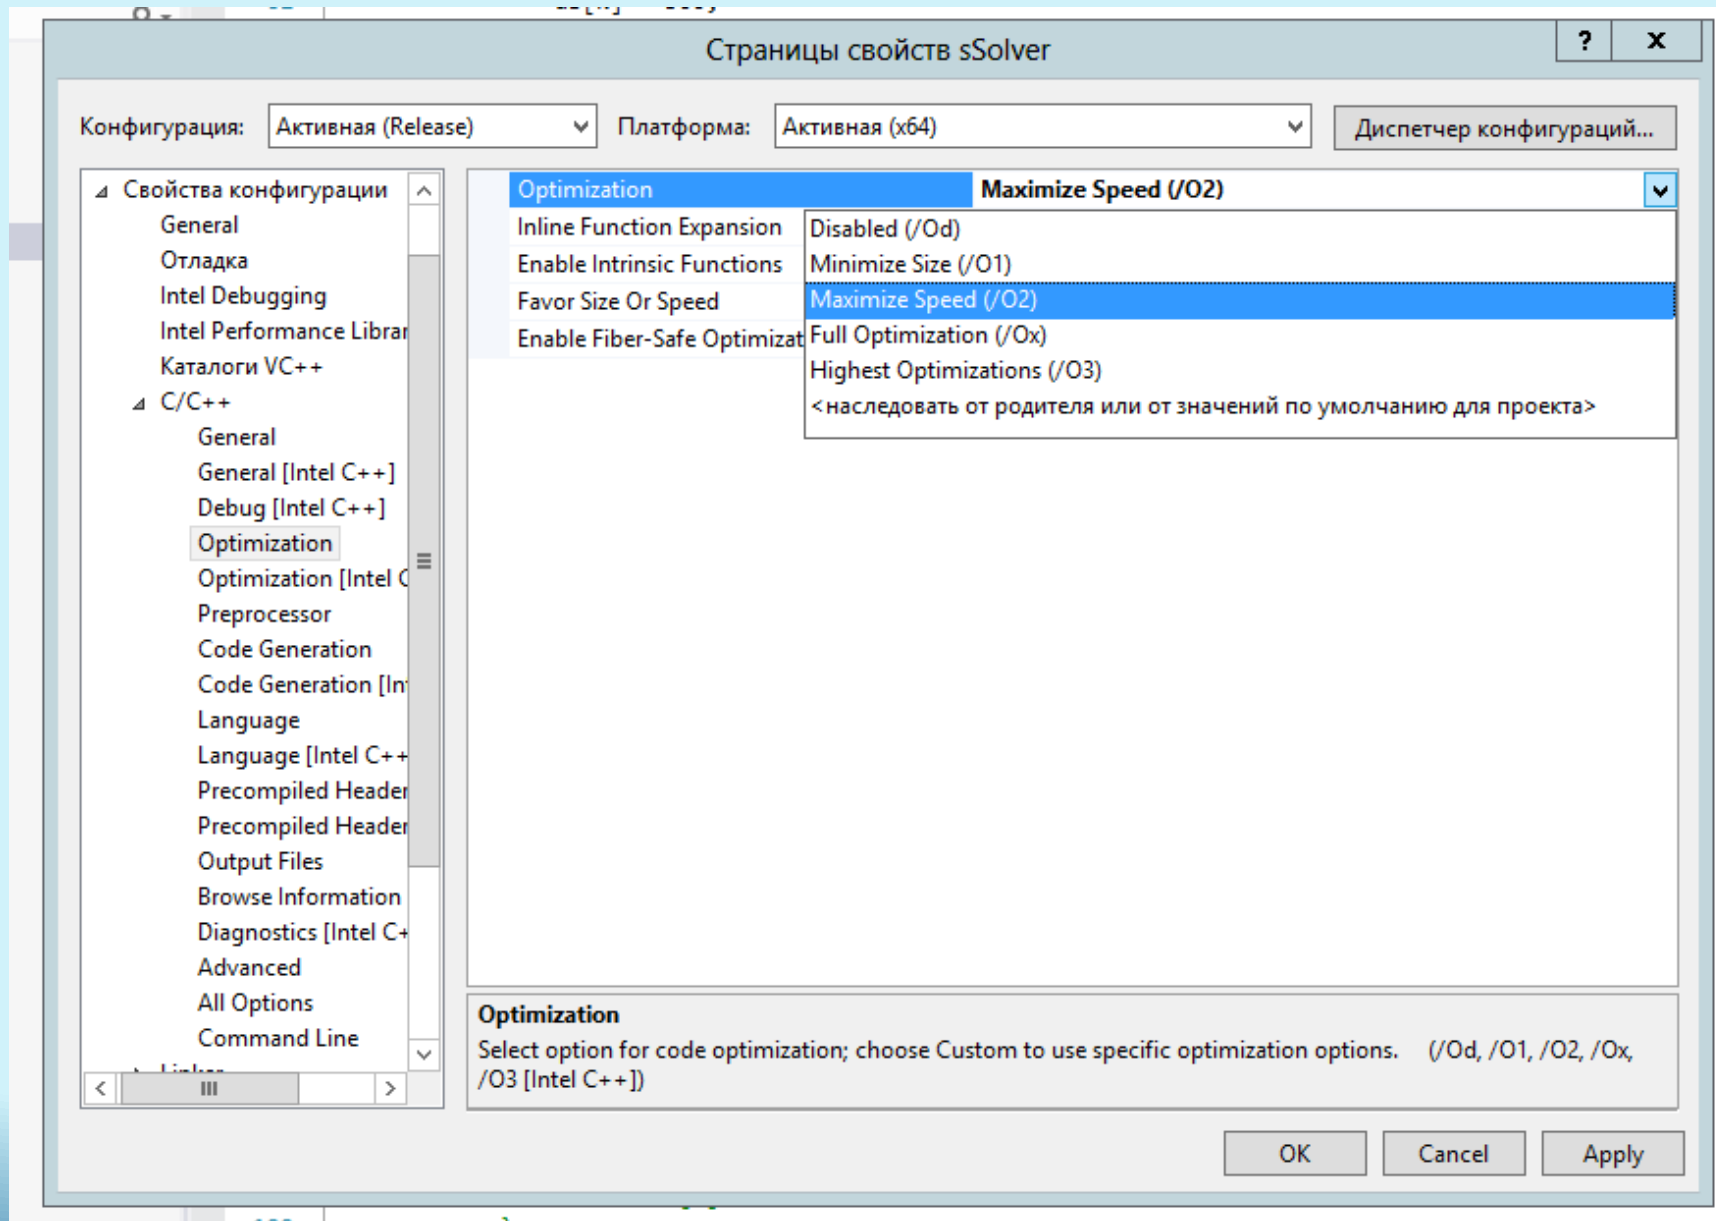 Страницы свойств sSolver
? x
Конфигурация: Активная (Release) Платформа: Активная (x64) Диспетчер конфигураций...
Свойства конфигурации
General
Отладка
Intel Debugging
Intel Performance Librar
Каталоги VC++
C/C++
General
General [Intel C++]
Debug [Intel C++]
Optimization
Optimization [Intel C
Preprocessor
Code Generation
Code Generation [In
Language
Language [Intel C++
Precompiled Header
Precompiled Header
Output Files
Browse Information
Diagnostics [Intel C+
Advanced
All Options
Command Line
Optimization Maximize Speed (/O2)
Inline Function Expansion
Enable Intrinsic Functions
Favor Size Or Speed
Enable Fiber-Safe Optimizat
Disabled (/Od)
Minimize Size (/O1)
Maximize Speed (/O2)
Full Optimization (/Ox)
Highest Optimizations (/O3)
<наследовать от родителя или от значений по умолчанию для проекта>
Optimization
Select option for code optimization; choose Custom to use specific optimization options. (/Od, /O1, /O2, /Ox,
/O3 [Intel C++])
OK Cancel Apply